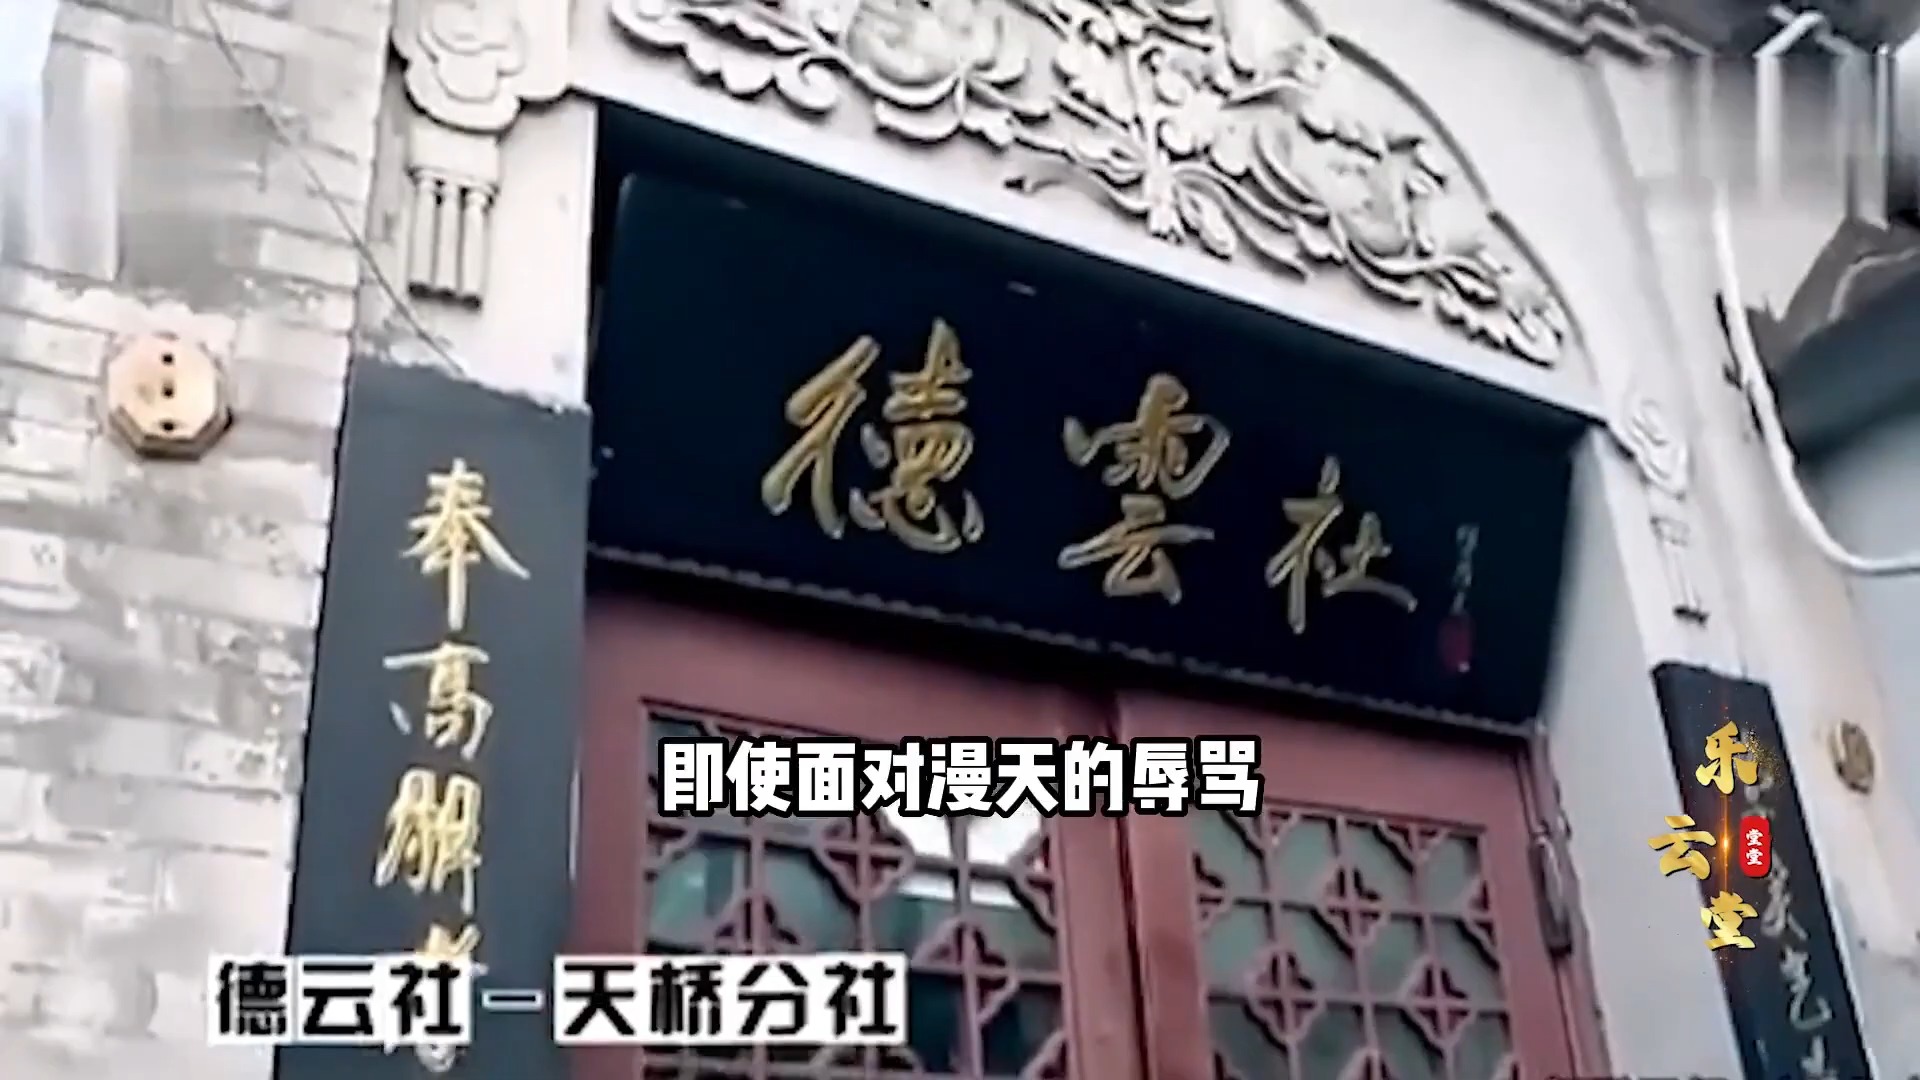 德雲社
奉高朋
即使面对漫天的辱骂
乐云堂
堂堂
德云社-天桥分社